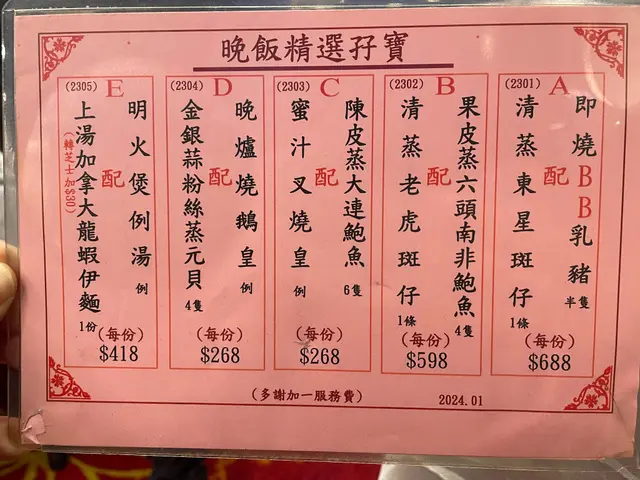 晚飯精選孖寶
(2301) A
即燒BB乳豬 半隻
配
清蒸東星斑仔 1條
(每份)
$688
(2302) B
果皮蒸六頭南非鮑魚 4隻
配
清蒸老虎斑仔 1條
(每份)
$598
(2303) C
陳皮蒸大連鮑魚 6隻
配
蜜汁叉燒皇 例
(每份)
$268
(2304) D
晚爐燒鵝皇 例
配
金銀蒜粉絲蒸元貝 4隻
(每份)
$268
(2305) E
明火煲例湯 例
配
上湯加拿大龍蝦伊麵 1份
(轉芝士加$30)
(每份)
$418
(多謝加一服務費)
2024.01